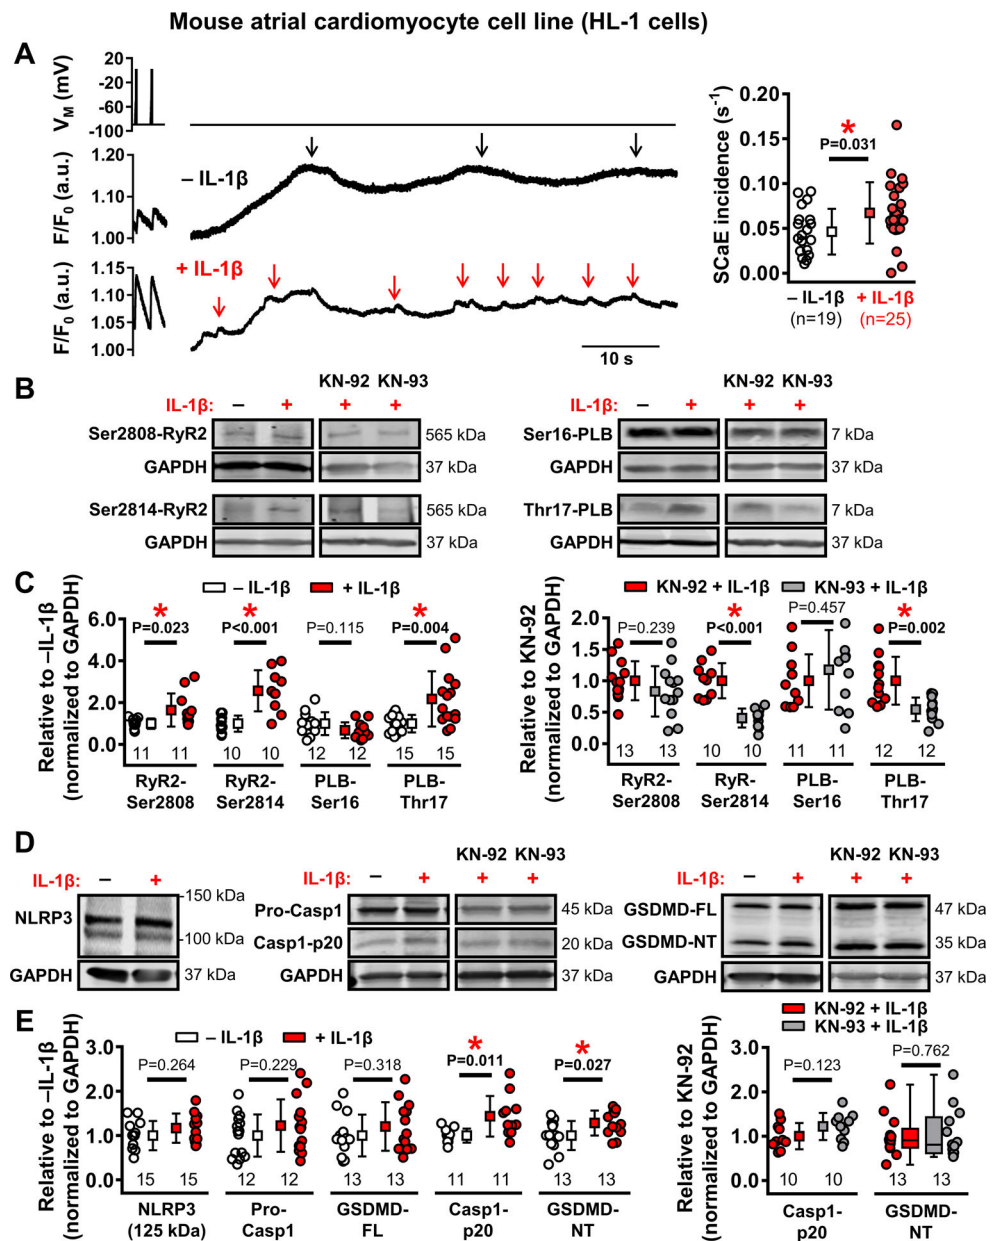 Mouse atrial cardiomyocyte cell line (HL-1 cells)
A
V_M (mV)
20
-20
-60
-100
F/F₀ (a.u.)
1.20
1.10
1.00
– IL-1β
F/F₀ (a.u.)
1.10
1.05
1.00
+ IL-1β
10 s
SCaE incidence (s⁻¹)
0.20
0.15
0.10
0.05
0.00
*
P=0.031
– IL-1β
(n=19)
+ IL-1β
(n=25)
B
KN-92 KN-93
IL-1β: – + + +
Ser2808-RyR2 565 kDa
GAPDH 37 kDa
Ser2814-RyR2 565 kDa
GAPDH 37 kDa
KN-92 KN-93
IL-1β: – + + +
Ser16-PLB 7 kDa
GAPDH 37 kDa
Thr17-PLB 7 kDa
GAPDH 37 kDa
C
Relative to –IL-1β
(normalized to GAPDH)
– IL-1β + IL-1β
6.0
4.0
2.0
0.0
* * *
P=0.023 P<0.001 P=0.115 P=0.004
11 11 10 10 12 12 15 15
RyR2- RyR2- PLB- PLB-
Ser2808 Ser2814 Ser16 Thr17
Relative to KN-92
(normalized to GAPDH)
KN-92 + IL-1β KN-93 + IL-1β
2.0
1.5
1.0
0.5
0.0
* *
P=0.239 P<0.001 P=0.457 P=0.002
13 13 10 10 11 11 12 12
RyR2- RyR- PLB- PLB-
Ser2808 Ser2814 Ser16 Thr17
D
IL-1β: – +
NLRP3
150 kDa
100 kDa
GAPDH 37 kDa
KN-92 KN-93
IL-1β: – + + +
Pro-Casp1 45 kDa
Casp1-p20 20 kDa
GAPDH 37 kDa
KN-92 KN-93
IL-1β: – + + +
GSDMD-FL 47 kDa
GSDMD-NT 35 kDa
GAPDH 37 kDa
E
Relative to –IL-1β
(normalized to GAPDH)
– IL-1β + IL-1β
3.0
2.0
1.0
0.0
* *
P=0.264 P=0.229 P=0.318 P=0.011 P=0.027
15 15 12 12 13 13 11 11 13 13
NLRP3 Pro- GSDMD- Casp1- GSDMD-
(125 kDa) Casp1 FL p20 NT
Relative to KN-92
(normalized to GAPDH)
KN-92 + IL-1β
KN-93 + IL-1β
3.0
2.0
1.0
0.0
P=0.123 P=0.762
10 10 13 13
Casp1- GSDMD-
p20 NT